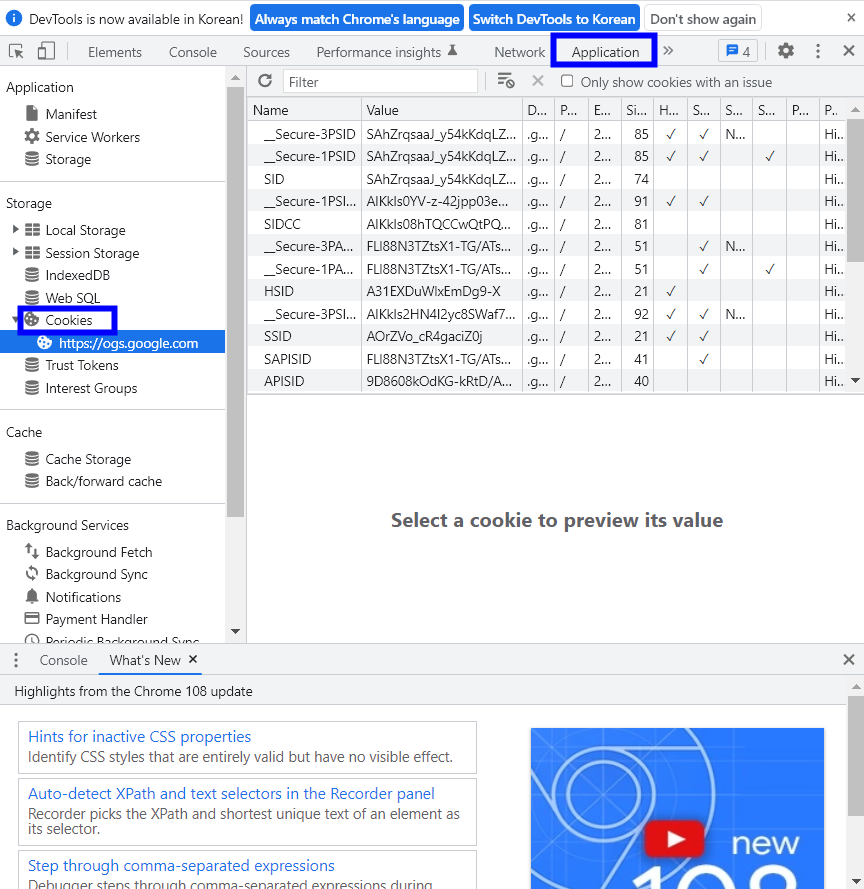 DevTools is now available in Korean! Always match Chrome's language Switch DevTools to Korean Don't show again
Elements Console Sources Performance insights Network Application 4
Application
Manifest
Service Workers
Storage
Storage
Local Storage
Session Storage
IndexedDB
Web SQL
Cookies
https://ogs.google.com
Trust Tokens
Interest Groups
Cache
Cache Storage
Back/forward cache
Background Services
Background Fetch
Background Sync
Notifications
Payment Handler
Periodic Background Sync
Filter Only show cookies with an issue
Name Value D... P... E... Si... H... S... S... S... P... P..
__Secure-3PSID SAhZrqsaaJ_y54kKdqLZ... .g... / 2... 85 ✓ ✓ N... Hi...
__Secure-1PSID SAhZrqsaaJ_y54kKdqLZ... .g... / 2... 85 ✓ ✓ ✓ Hi...
SID SAhZrqsaaJ_y54kKdqLZ... .g... / 2... 74 Hi...
__Secure-1PSI... AIKkIs0YV-z-42jpp03e... .g... / 2... 91 ✓ ✓ Hi...
SIDCC AIKkIs08hTQCCwQtPQ... .g... / 2... 81 Hi...
__Secure-3PA... FLI88N3TZtsX1-TG/ATs... .g... / 2... 51 ✓ N... Hi...
__Secure-1PA... FLI88N3TZtsX1-TG/ATs... .g... / 2... 51 ✓ ✓ Hi...
HSID A31EXDuWlxEmDg9-X .g... / 2... 21 ✓ Hi...
__Secure-3PSI... AIKkIs2HN4I2yc8SWaf7... .g... / 2... 92 ✓ ✓ N... Hi...
SSID AOrZVo_cR4gaciZ0j .g... / 2... 21 ✓ ✓ Hi...
SAPISID FLI88N3TZtsX1-TG/ATs... .g... / 2... 41 ✓ Hi...
APISID 9D8608kOdKG-kRtD/A... .g... / 2... 40 Hi...
Select a cookie to preview its value
Console What's New
Highlights from the Chrome 108 update
Hints for inactive CSS properties
Identify CSS styles that are entirely valid but have no visible effect.
Auto-detect XPath and text selectors in the Recorder panel
Recorder picks the XPath and shortest unique text of an element as
its selector.
Step through comma-separated expressions
Debugger steps through comma-separated expressions during
new
108